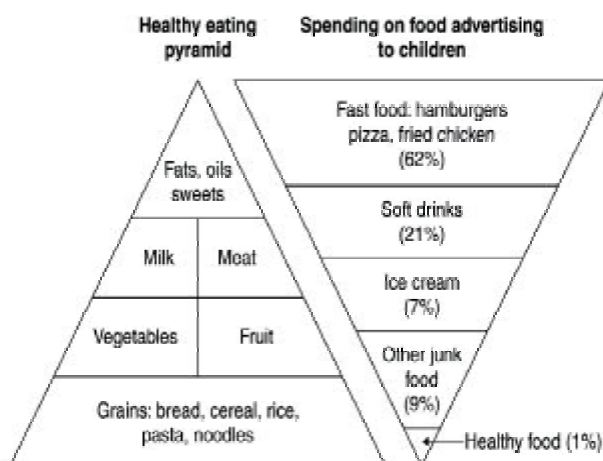 Healthy eating
pyramid
Spending on food advertising
to children
Fats, oils
sweets
Milk
Meat
Vegetables
Fruit
Grains: bread, cereal, rice,
pasta, noodles
Fast food: hamburgers
pizza, fried chicken
(62%)
Soft drinks
(21%)
Ice cream
(7%)
Other junk
food
(9%)
Healthy food (1%)